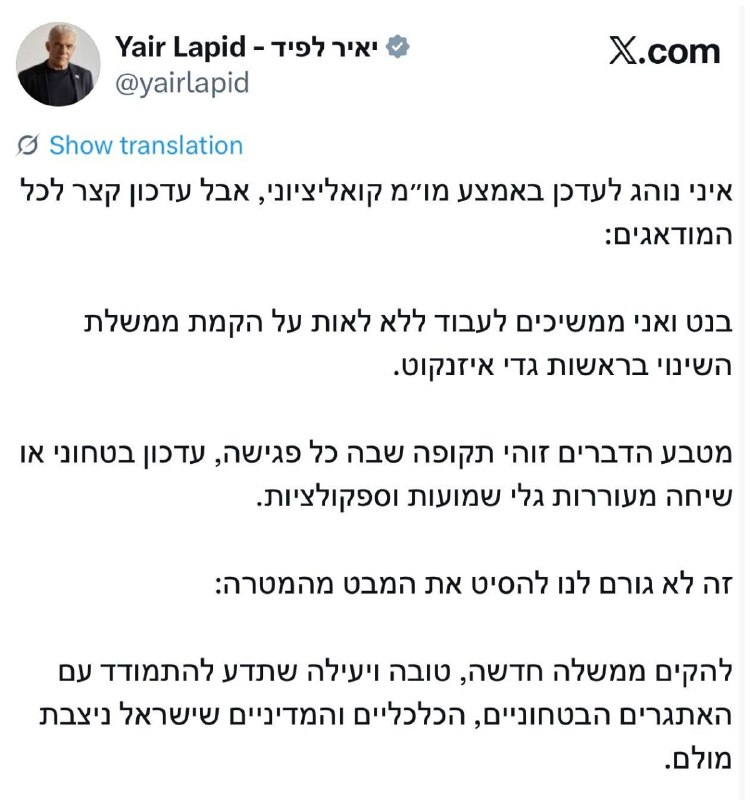 Yair Lapid - יאיר לפיד
X.com
@yairlapid
Show translation
איני נוהג לעדכן באמצע מו״מ קואליציוני, אבל עדכון קצר לכל
המודאגים:
בנט ואני ממשיכים לעבוד ללא לאות על הקמת ממשלת
השינוי בראשות גדי איזנקוט.
מטבע הדברים זוהי תקופה שבה כל פגישה, עדכון בטחוני או
שיחה מעוררות גלי שמועות וספקולציות.
זה לא גורם לנו להסיט את המבט מהמטרה:
להקים ממשלה חדשה, טובה ויעילה שתדע להתמודד עם
האתגרים הבטחוניים, הכלכליים והמדיניים שישראל ניצבת
מולם.